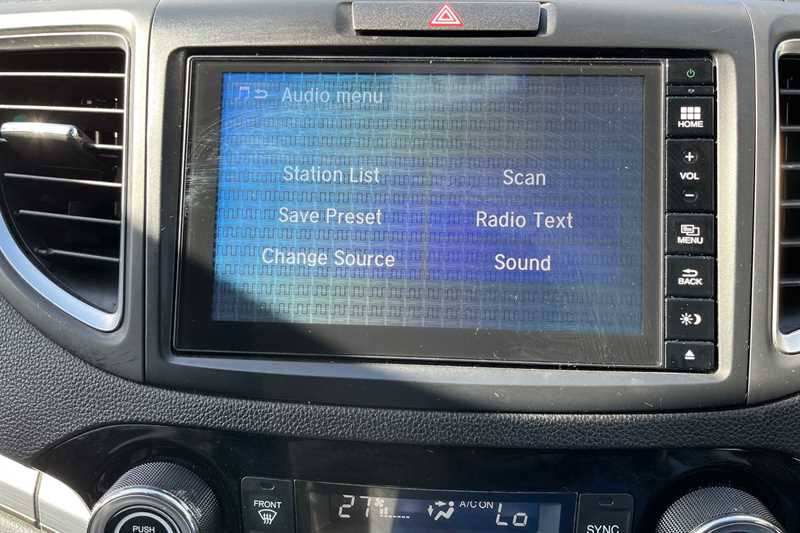 Audio menu
Station List
Scan
Save Preset
Radio Text
Change Source
Sound
HOME
+
VOL
−
MENU
BACK
FRONT
27°
A/C ON
Lo
PUSH
SYNC